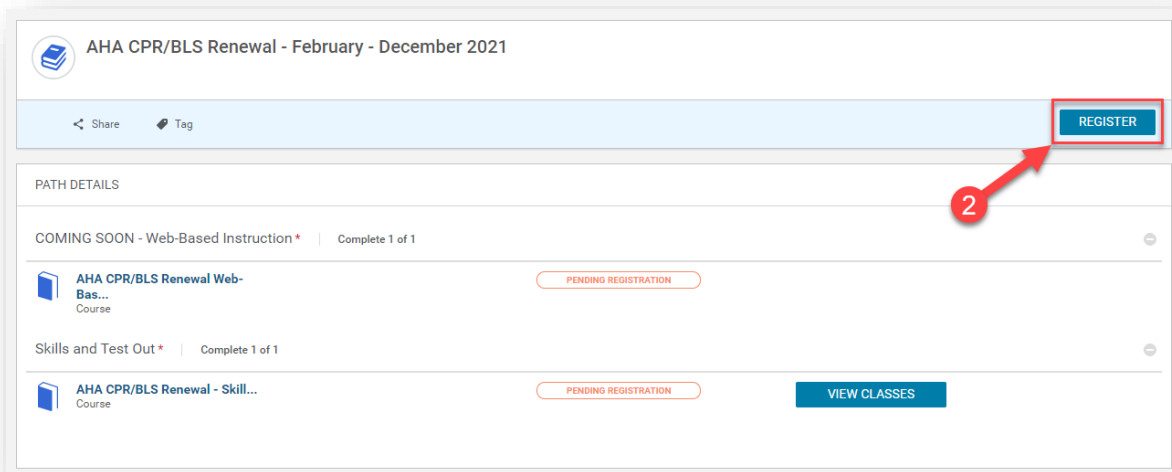 AHA CPR/BLS Renewal - February - December 2021
Share Tag REGISTER
2
PATH DETAILS
COMING SOON - Web-Based Instruction * Complete 1 of 1
AHA CPR/BLS Renewal Web-
Bas... PENDING REGISTRATION
Course
Skills and Test Out * Complete 1 of 1
AHA CPR/BLS Renewal - Skill... PENDING REGISTRATION VIEW CLASSES
Course